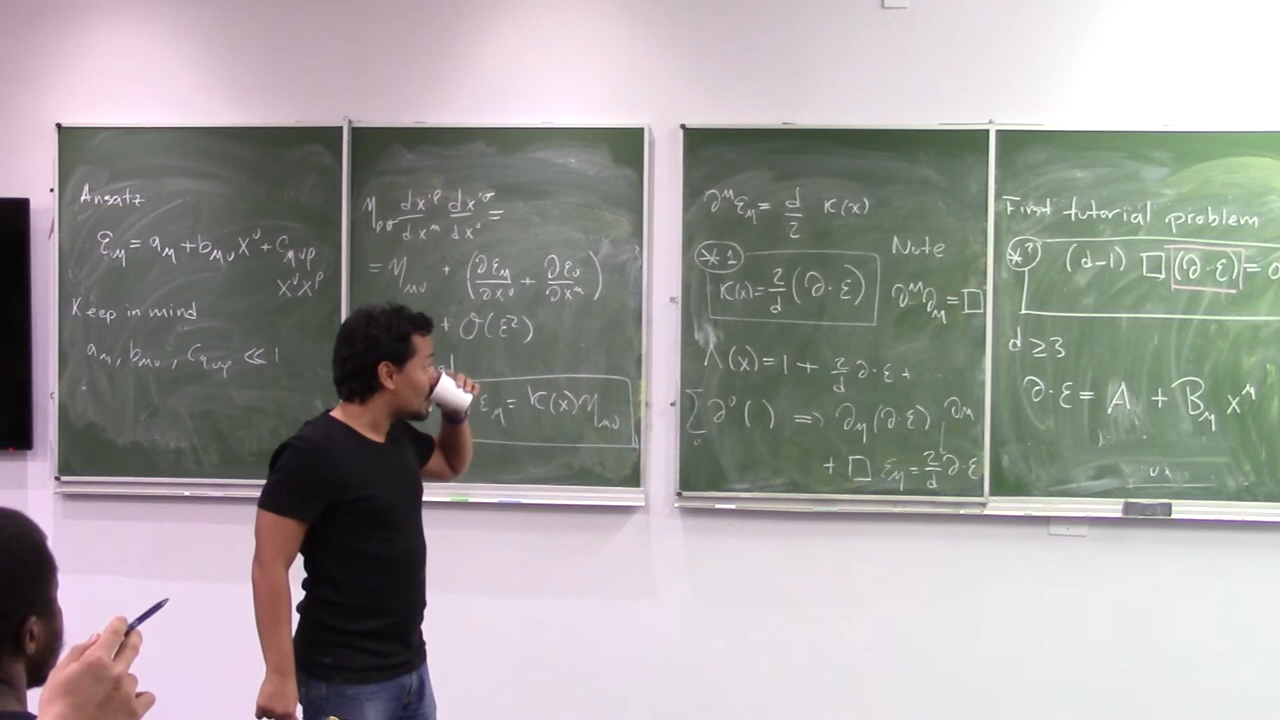 Ansatz
ε_μ = a_μ + b_μν x^ν + c_μνρ
x^ν x^ρ
Keep in mind
a_μ, b_μν, c_μνρ ≪ 1
η_ρσ dx'^ρ/dx^μ dx'^σ/dx^ν =
= η_μν + (∂ε_μ/∂x^ν + ∂ε_ν/∂x^μ)
+ O(ε²)
ε_μ = K(x) η_μν
∂^μ ε_μ = d/2 K(x)
*1
K(x) = 2/d (∂·ε)
Note
∂^μ ∂_μ = □
Λ(x) = 1 + 2/d ∂·ε + ...
∑_ν ∂^ν ( ) => ∂_μ (∂·ε)
+ □ ε_μ = 2/d ∂·ε
∂_μ
First tutorial problem
(d-1) □ (∂·ε) = 0
d ≥ 3
∂·ε = A + B_μ x^μ